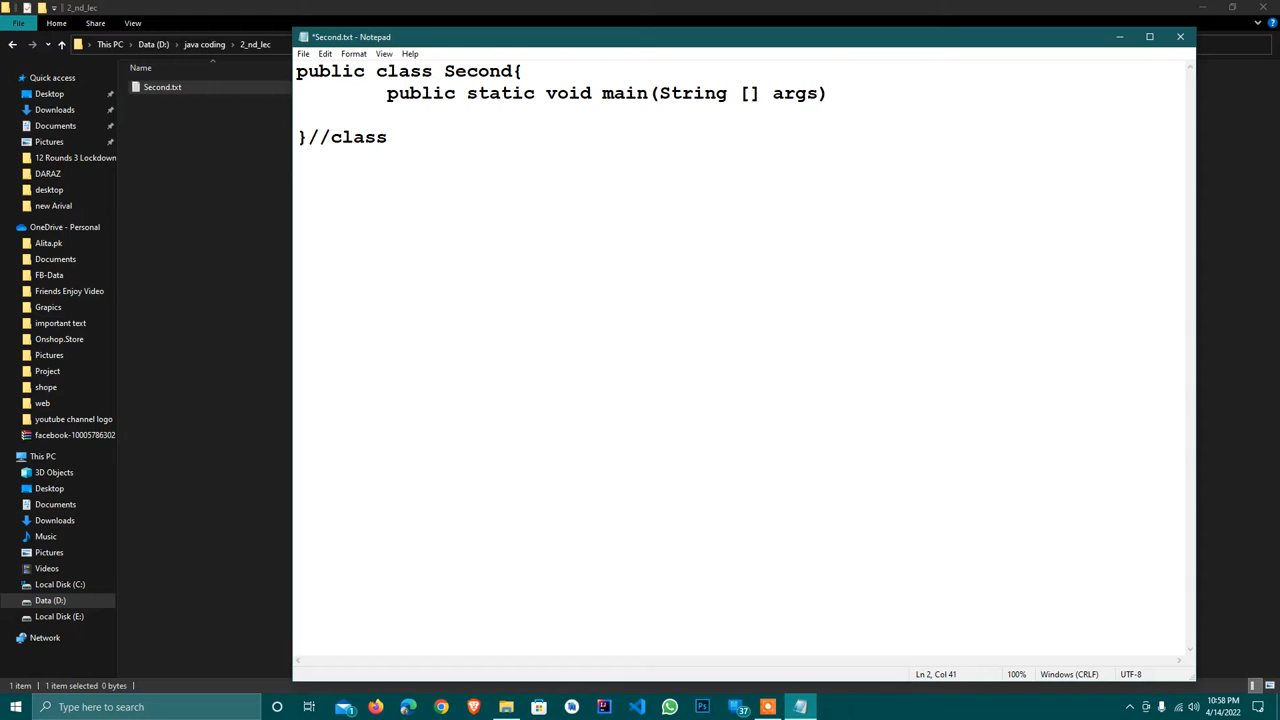 2_nd_lec
File
Home
Share
View
This PC
Data (D:)
java coding
2_nd_lec
Name
Second.txt
Quick access
Desktop
Downloads
Documents
Pictures
12 Rounds 3 Lockdown
DARAZ
desktop
new Arival
OneDrive - Personal
Alita.pk
Documents
FB-Data
Friends Enjoy Video
Grapics
important text
Onshop.Store
Pictures
Project
shope
web
youtube channel logo
facebook-10005786302
This PC
3D Objects
Desktop
Documents
Downloads
Music
Pictures
Videos
Local Disk (C:)
Data (D:)
Local Disk (E:)
Network
1 item
1 item selected 0 bytes
*Second.txt - Notepad
File Edit Format View Help
public class Second{
public static void main(String [] args)
}//class
Ln 2, Col 41
100%
Windows (CRLF)
UTF-8
Type here to search
1
37
10:58 PM
4/14/2022